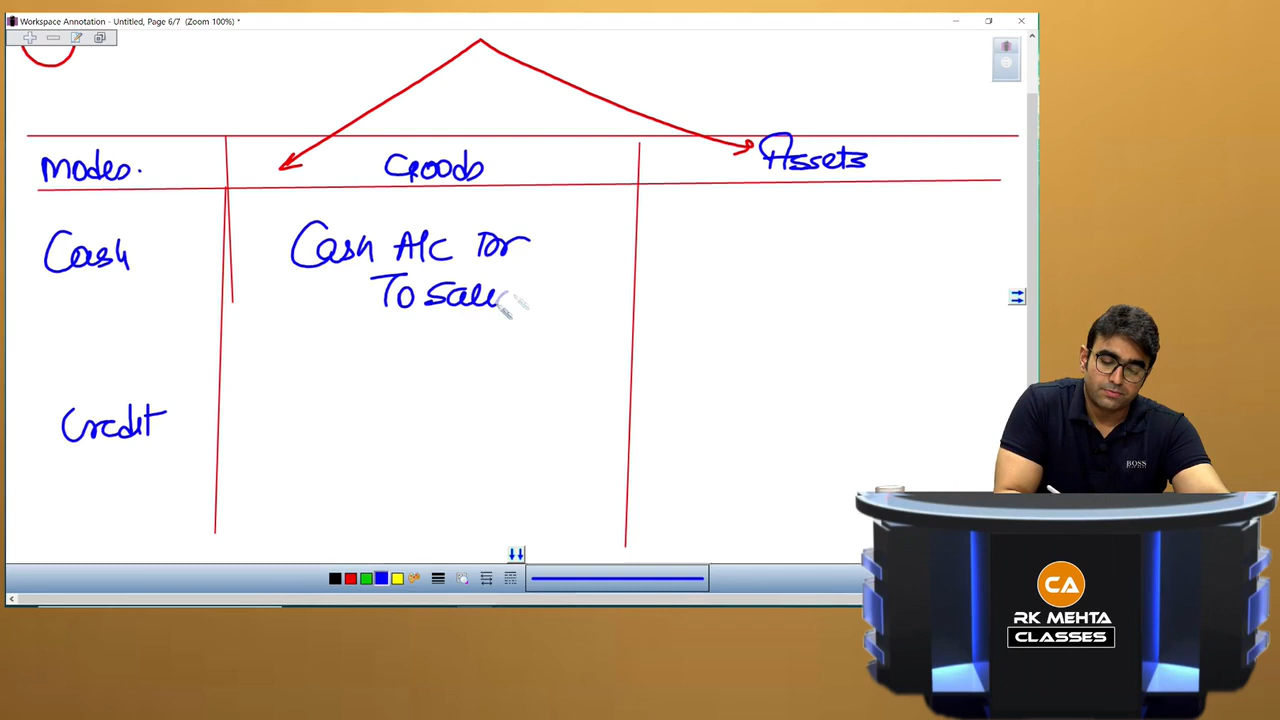 Workspace Annotation - Untitled, Page 6/7 (Zoom 100%) *
Modes. Goods Assets
Cash Cash A/c Dr
To Sale
Credit
BOSS
CA
RK MEHTA
CLASSES